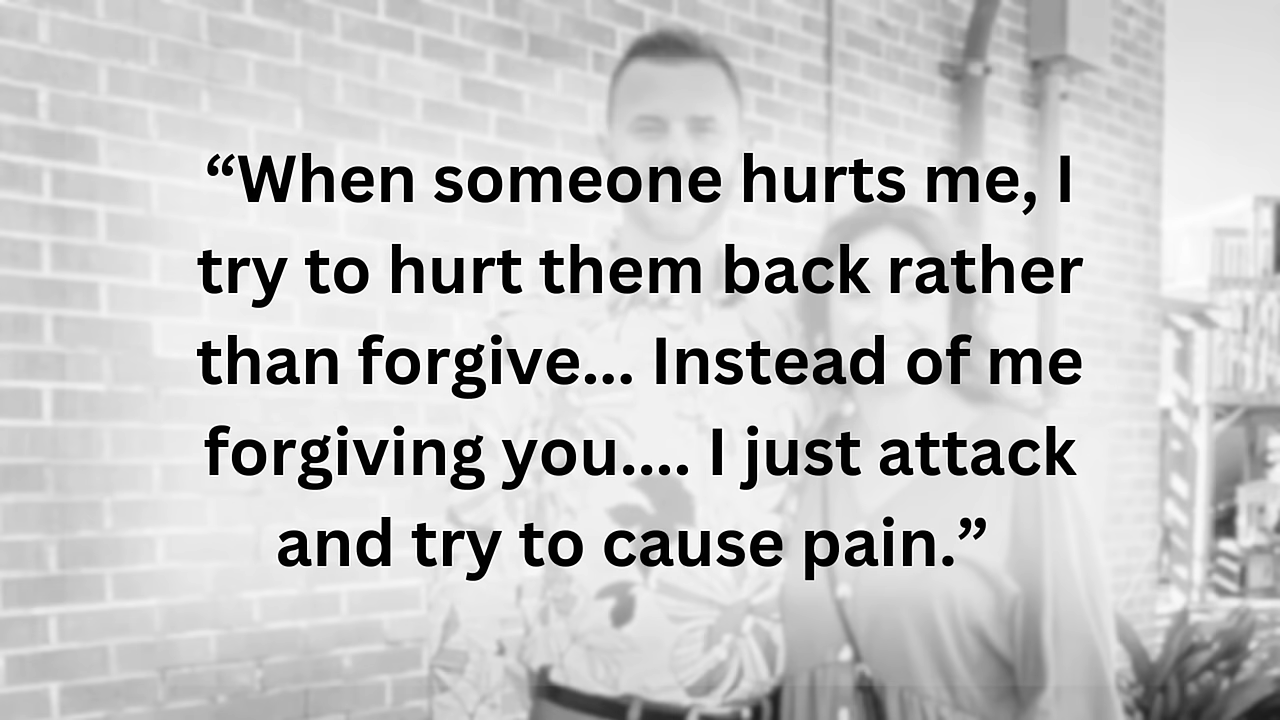 “When someone hurts me, I
try to hurt them back rather
than forgive... Instead of me
forgiving you.... I just attack
and try to cause pain.”